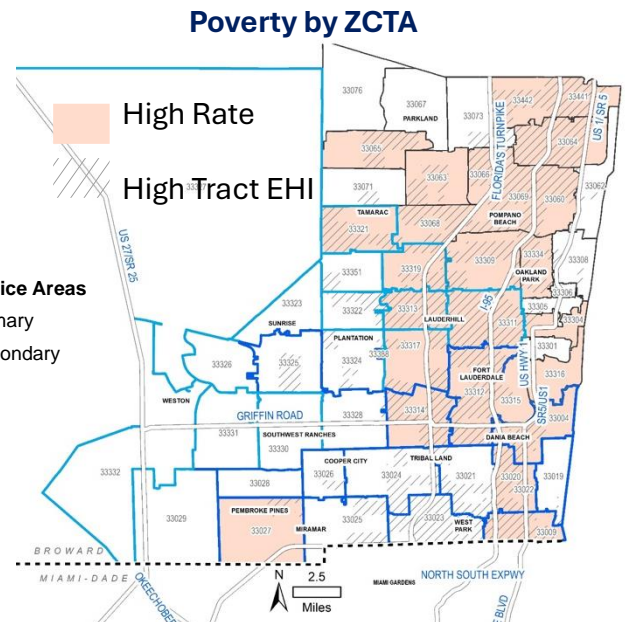 Poverty by ZCTA
High Rate
High Tract EHI
ice Areas
nary
ondary
33076
33067
PARKLAND
33073
33442
33441
US 1/ SR 5
FLORIDA'S TURNPIKE
33065
33064
33063
33066
33071
33062
33069
33060
TAMARAC
POMPANO
BEACH
33321
33068
US 27/SR 25
33351
33319
33309
33334
33308
OAKLAND
PARK
33306
33323
33322
33313
I-95
33305
33304
SUNRISE
LAUDERHILL
33311
PLANTATION
33301
33326
33325
33324
33388
33317
FORT
LAUDERDALE
33312
US HWY 1
33316
33315
WESTON
GRIFFIN ROAD
33328
33314
SR5/US1
33004
33331
SOUTHWEST RANCHES
DANIA BEACH
33330
COOPER CITY
TRIBAL LAND
33332
33028
33026
33024
33021
33020
33019
33022
33029
PEMBROKE PINES
33027
MIRAMAR
33025
33023
WEST
PARK
33009
BROWARD
MIAMI-DADE
OKEECHOBE
N
2.5
Miles
MIAMI GARDENS
NORTH SOUTH EXPWY
E BLVD